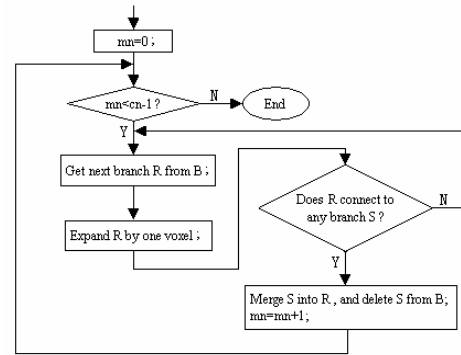 mn=0;
mn<cn-1?
N
End
Y
Get next branch R from B;
Does R connect to
any branch S?
N
Expand R by one voxel;
Y
Merge S into R, and delete S from B;
mn=mn+1;